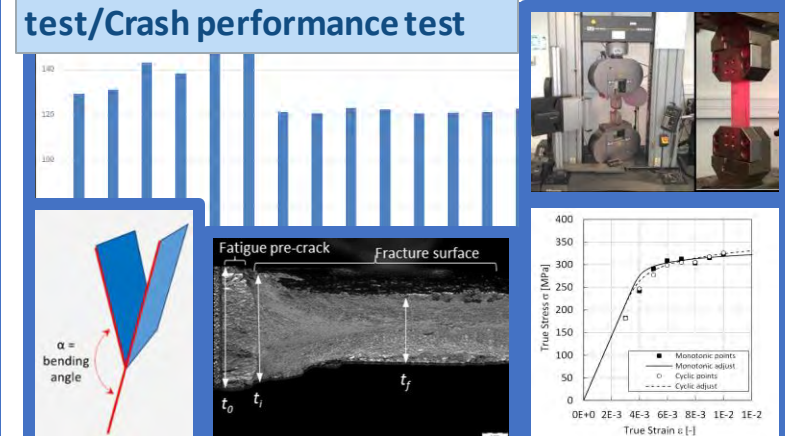 test/Crash performance test
140
120
100
α =
bending
angle
Fatigue pre-crack
Fracture surface
t₀
tᵢ
t_f
400
350
300
250
200
150
100
50
0
True Stress σ [MPa]
Monotonic points
Monotonic adjust
Cyclic points
Cyclic adjust
0E+0 2E-3 4E-3 6E-3 8E-3 1E-2 1E-2
True Strain ε [-]